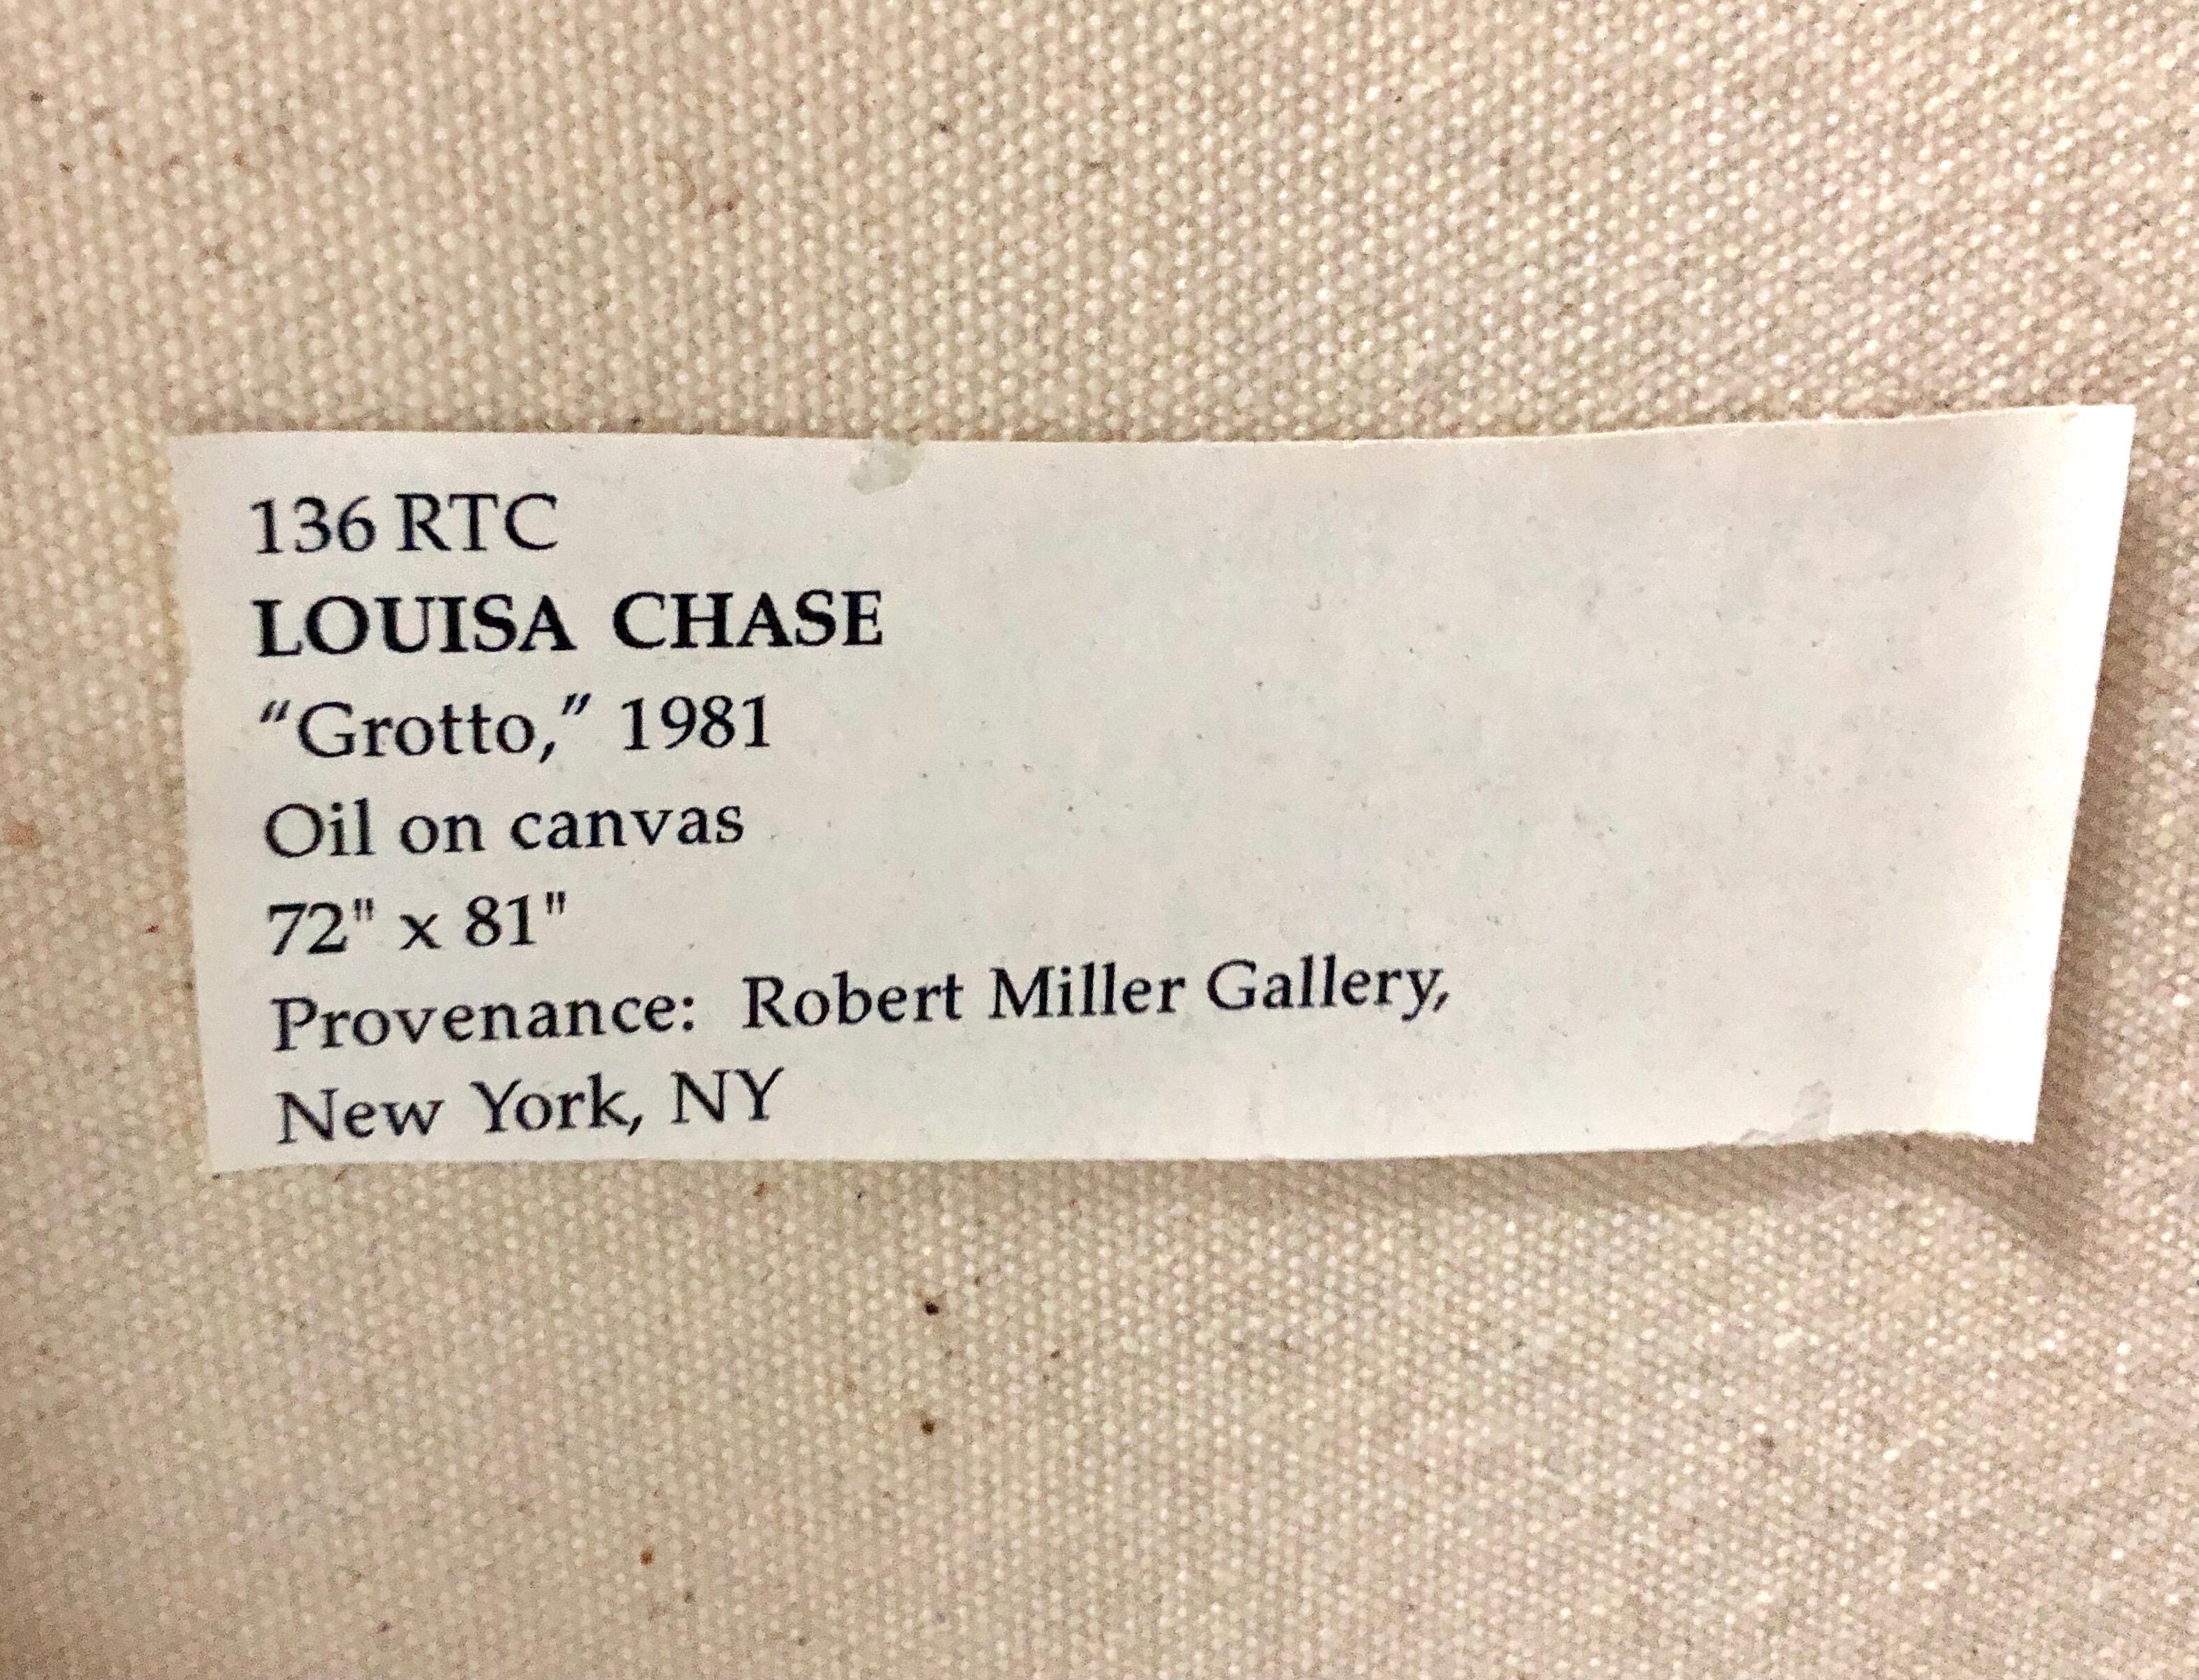 136 RTC
LOUISA CHASE
“Grotto,” 1981
Oil on canvas
72" x 81"
Provenance: Robert Miller Gallery,
New York, NY